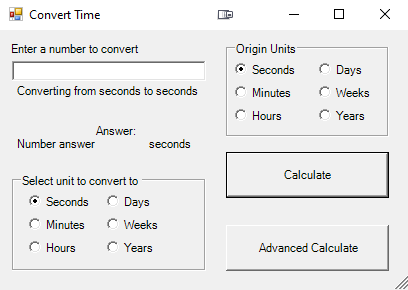 Convert Time
Enter a number to convert
Converting from seconds to seconds
Answer:
Number answer seconds
Select unit to convert to
Seconds Days
Minutes Weeks
Hours Years
Origin Units
Seconds Days
Minutes Weeks
Hours Years
Calculate
Advanced Calculate